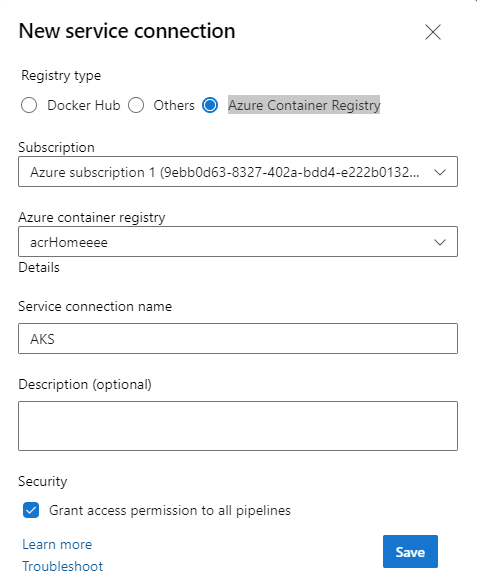 New service connection
Registry type
Docker Hub Others Azure Container Registry
Subscription
Azure subscription 1 (9ebb0d63-8327-402a-bdd4-e222b0132...
Azure container registry
acrHomeeee
Details
Service connection name
AKS
Description (optional)
Security
Grant access permission to all pipelines
Learn more
Save
Troubleshoot